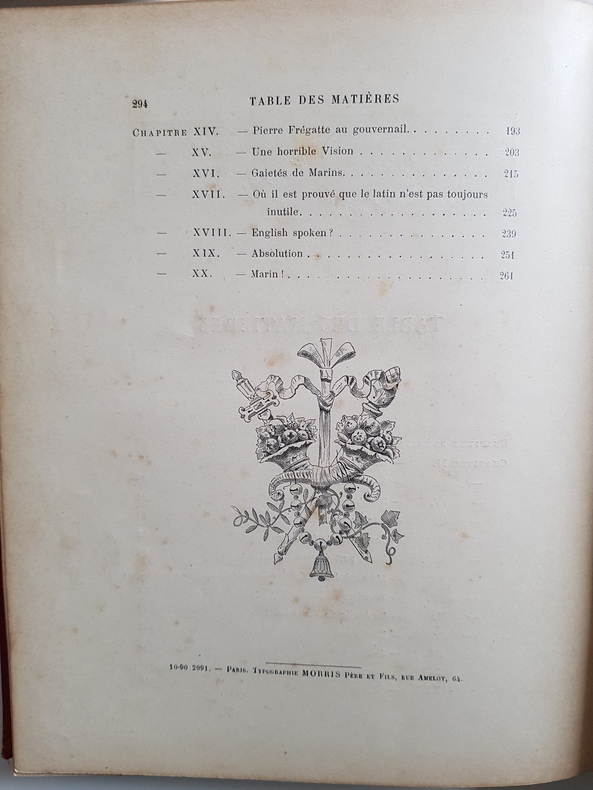 294 TABLE DES MATIÈRES
CHAPITRE XIV. — Pierre Frégatte au gouvernail. . . . . . . . . 193
— XV. — Une horrible Vision . . . . . . . . . . . . 203
— XVI. — Gaietés de Marins. . . . . . . . . . . . . 215
— XVII. — Où il est prouvé que le latin n'est pas toujours
inutile. . . . . . . . . . . . . . . . . 225
— XVIII. — English spoken ? . . . . . . . . . . . . . . 239
— XIX. — Absolution . . . . . . . . . . . . . . . . 251
— XX. — Marin ! . . . . . . . . . . . . . . . . . 261
10-90 2991. — PARIS. TYPOGRAPHIE MORRIS PÈRE ET FILS, RUE AMELOT, 64.